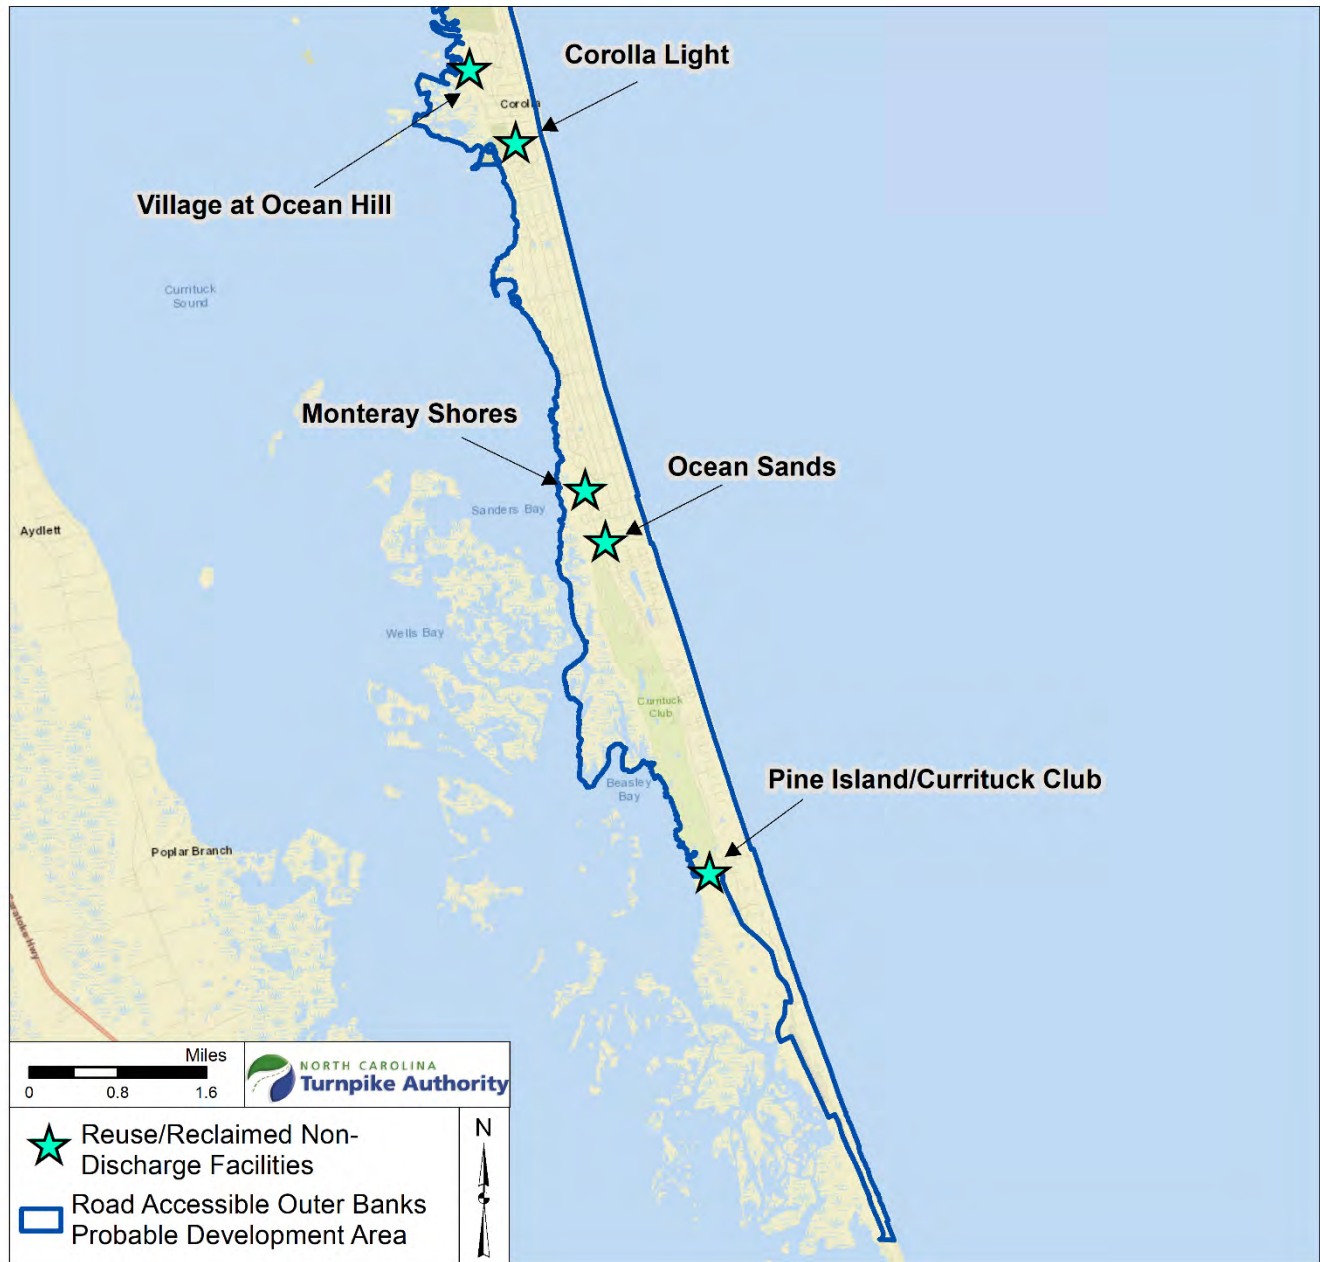 Corolla Light
Corolla
Village at Ocean Hill
Currituck
Sound
Monteray Shores
Ocean Sands
Sanders Bay
Aydlett
Wells Bay
Currituck
Club
Pine Island/Currituck Club
Beasley
Bay
Poplar Branch
Caratoke Hwy
Miles
0 0.8 1.6
NORTH CAROLINA
Turnpike Authority
Reuse/Reclaimed Non-
Discharge Facilities
N
Road Accessible Outer Banks
Probable Development Area